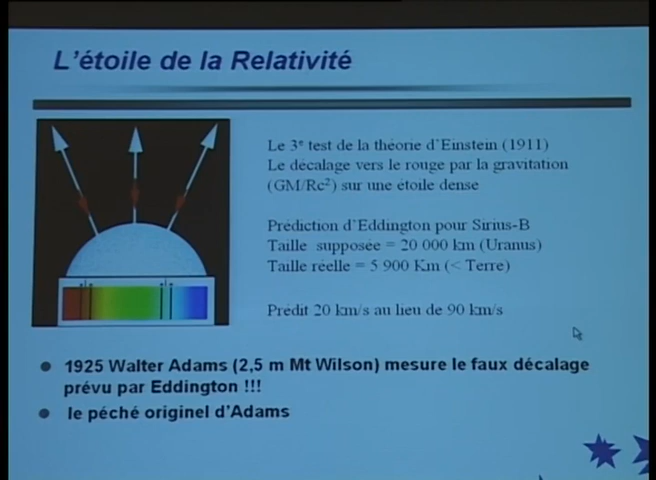 L'étoile de la Relativité
Le 3e test de la théorie d'Einstein (1911)
Le décalage vers le rouge par la gravitation
(GM/Rc²) sur une étoile dense
Prédiction d'Eddington pour Sirius-B
Taille supposée = 20 000 km (Uranus)
Taille réelle = 5 900 Km (< Terre)
Prédit 20 km/s au lieu de 90 km/s
● 1925 Walter Adams (2,5 m Mt Wilson) mesure le faux décalage
prévu par Eddington !!!
● le péché originel d'Adams